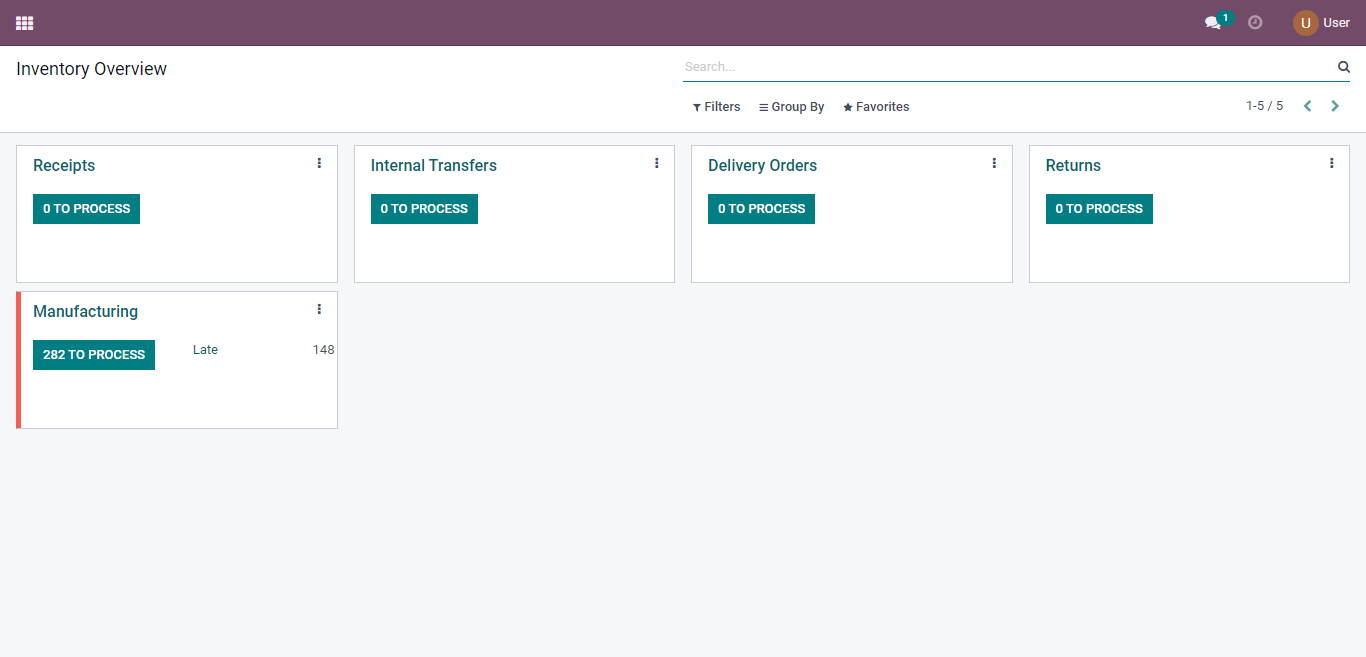 1
U User
Inventory Overview
Search...
Filters Group By Favorites
1-5 / 5
Receipts
0 TO PROCESS
Internal Transfers
0 TO PROCESS
Delivery Orders
0 TO PROCESS
Returns
0 TO PROCESS
Manufacturing
282 TO PROCESS
Late 148